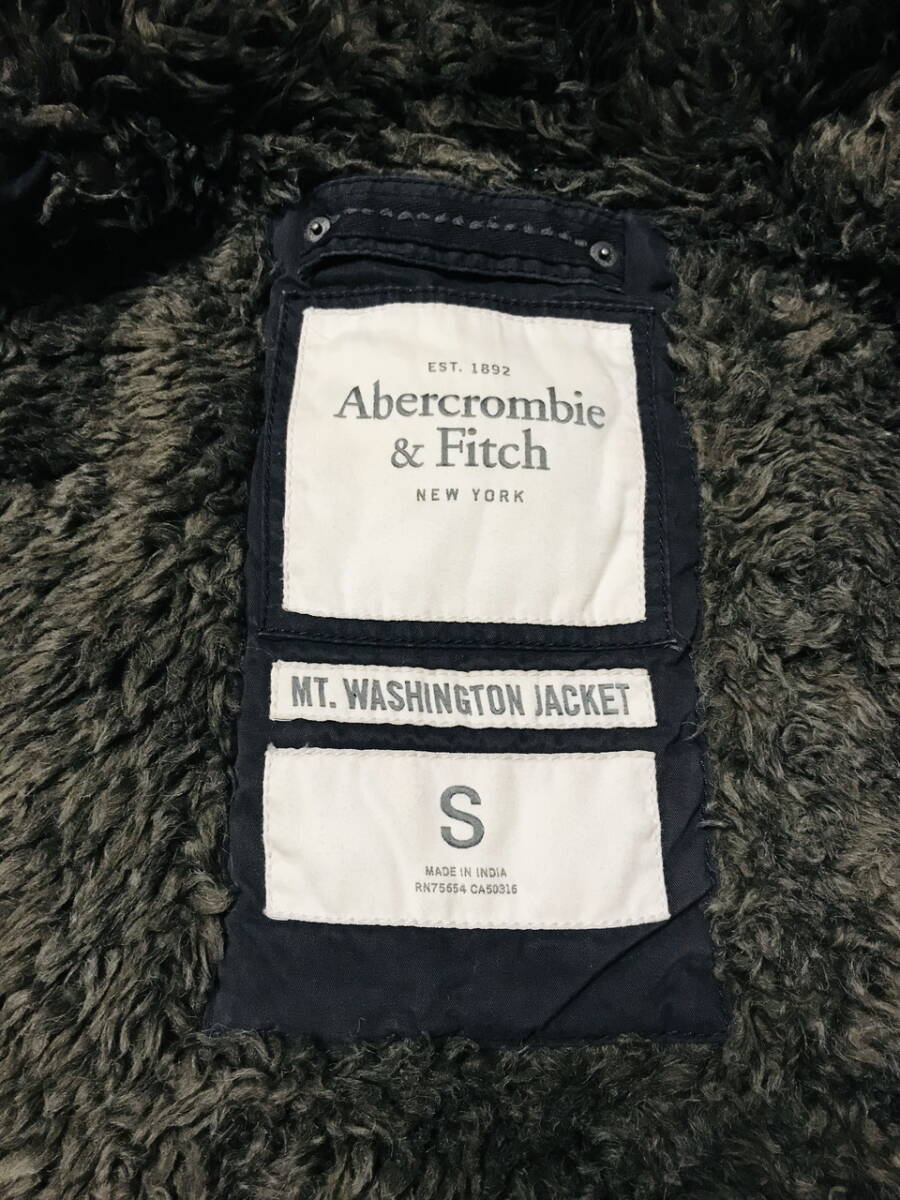 EST. 1892
Abercrombie
& Fitch
NEW YORK
MT. WASHINGTON JACKET
S
MADE IN INDIA
RN75654 CA50316